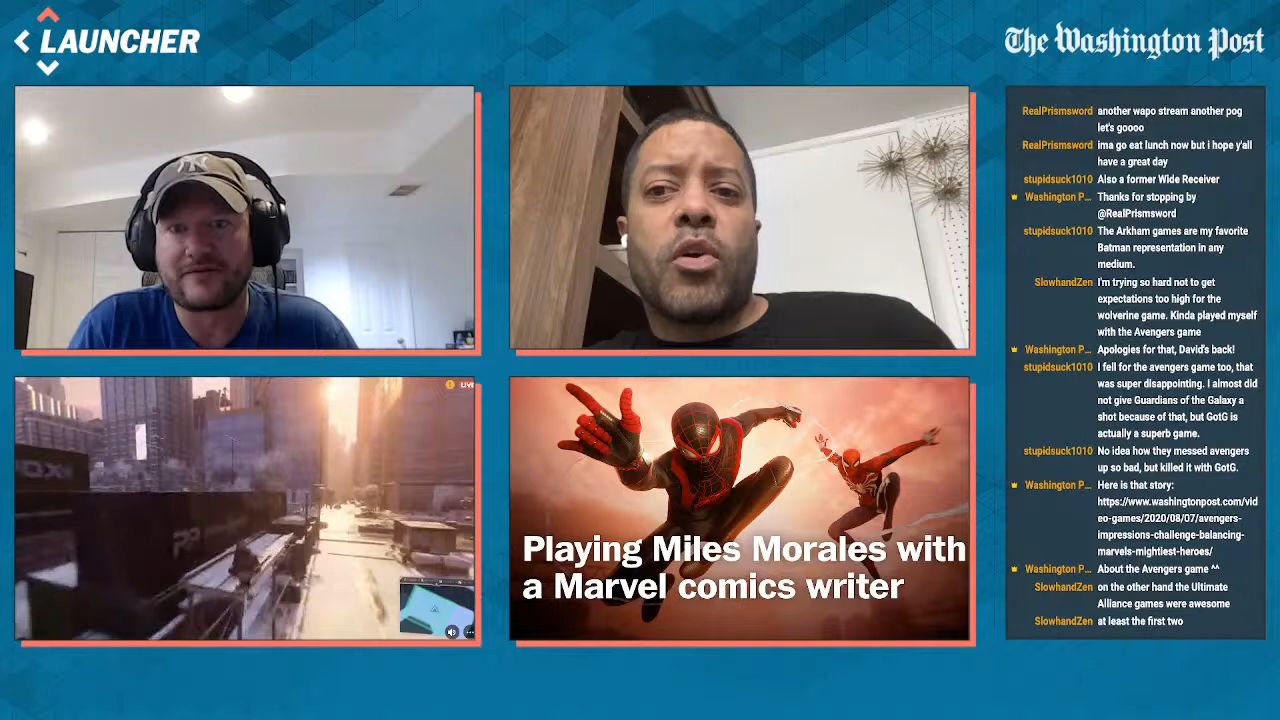 LAUNCHER
The Washington Post
RealPrismsword another wapo stream another pog
let's goooo
RealPrismsword ima go eat lunch now but i hope y'all
have a great day
stupidsuck1010 Also a former Wide Receiver
Washington P... Thanks for stopping by
@RealPrismsword
stupidsuck1010 The Arkham games are my favorite
Batman representation in any
medium.
SlowhandZen I'm trying so hard not to get
expectations too high for the
wolverine game. Kinda played myself
with the Avengers game
Washington P... Apologies for that, David's back!
stupidsuck1010 I fell for the avengers game too, that
was super disappointing. I almost did
not give Guardians of the Galaxy a
shot because of that, but GotG is
actually a superb game.
stupidsuck1010 No idea how they messed avengers
up so bad, but killed it with GotG.
Washington P... Here is that story:
https://www.washingtonpost.com/vid
eo-games/2020/08/07/avengers-
impressions-challenge-balancing-
marvels-mightiest-heroes/
Washington P... About the Avengers game ^^
SlowhandZen on the other hand the Ultimate
Alliance games were awesome
SlowhandZen at least the first two
LIVE
Playing Miles Morales with
a Marvel comics writer